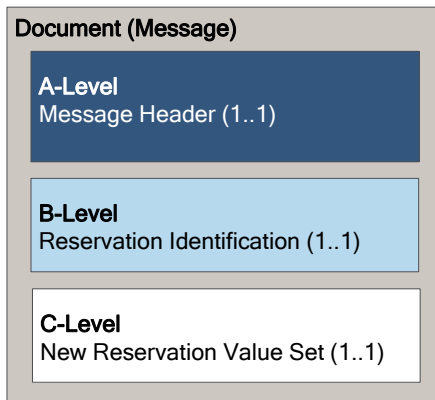 Document (Message)
A-Level
Message Header (1..1)
B-Level
Reservation Identification (1..1)
C-Level
New Reservation Value Set (1..1)